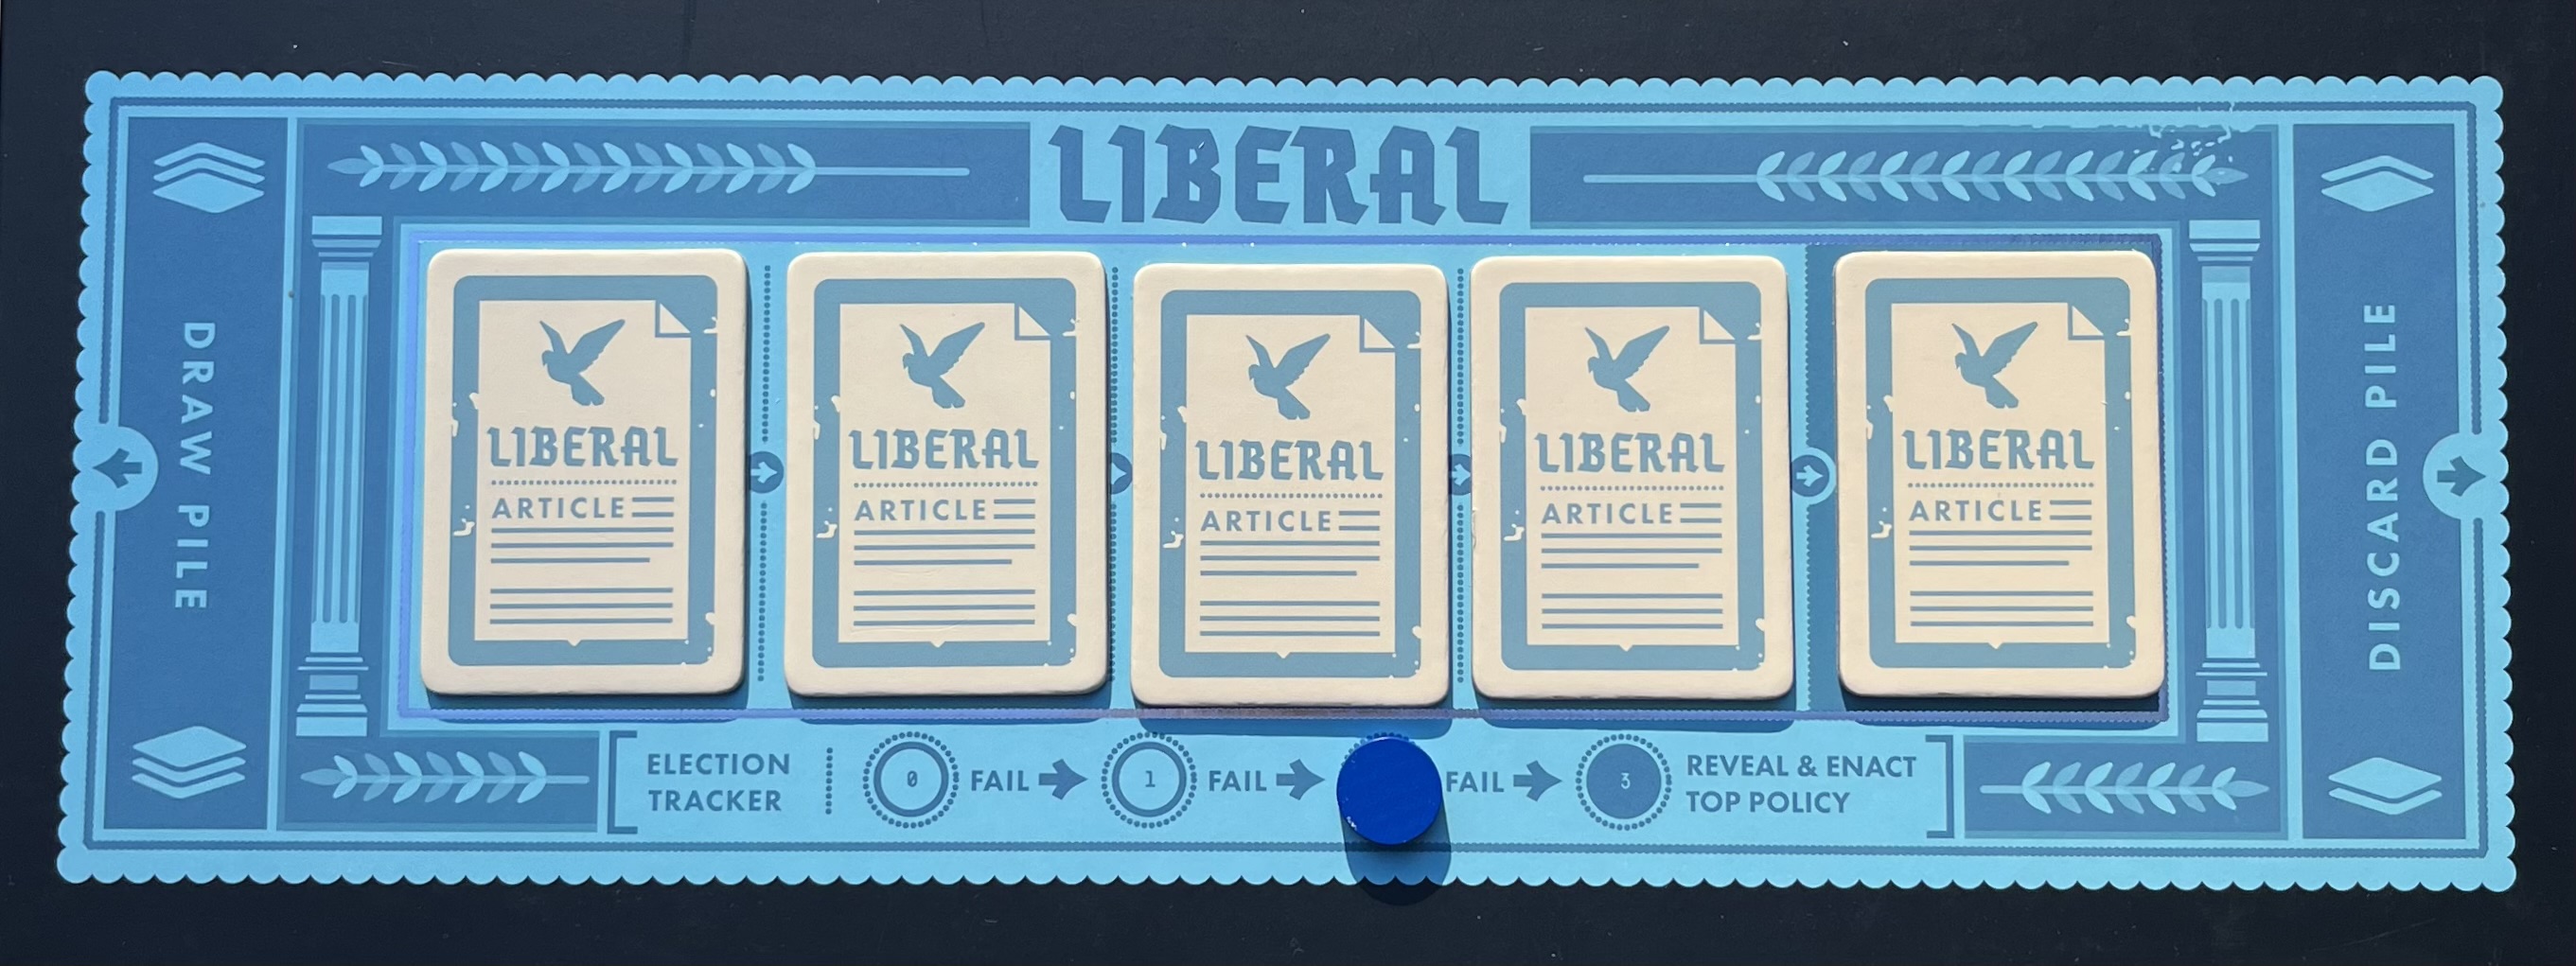 LIBERAL
DRAW PILE
LIBERAL
ARTICLE
LIBERAL
ARTICLE
LIBERAL
ARTICLE
LIBERAL
ARTICLE
LIBERAL
ARTICLE
DISCARD PILE
ELECTION
TRACKER
0 FAIL 1 FAIL FAIL 3
REVEAL & ENACT
TOP POLICY